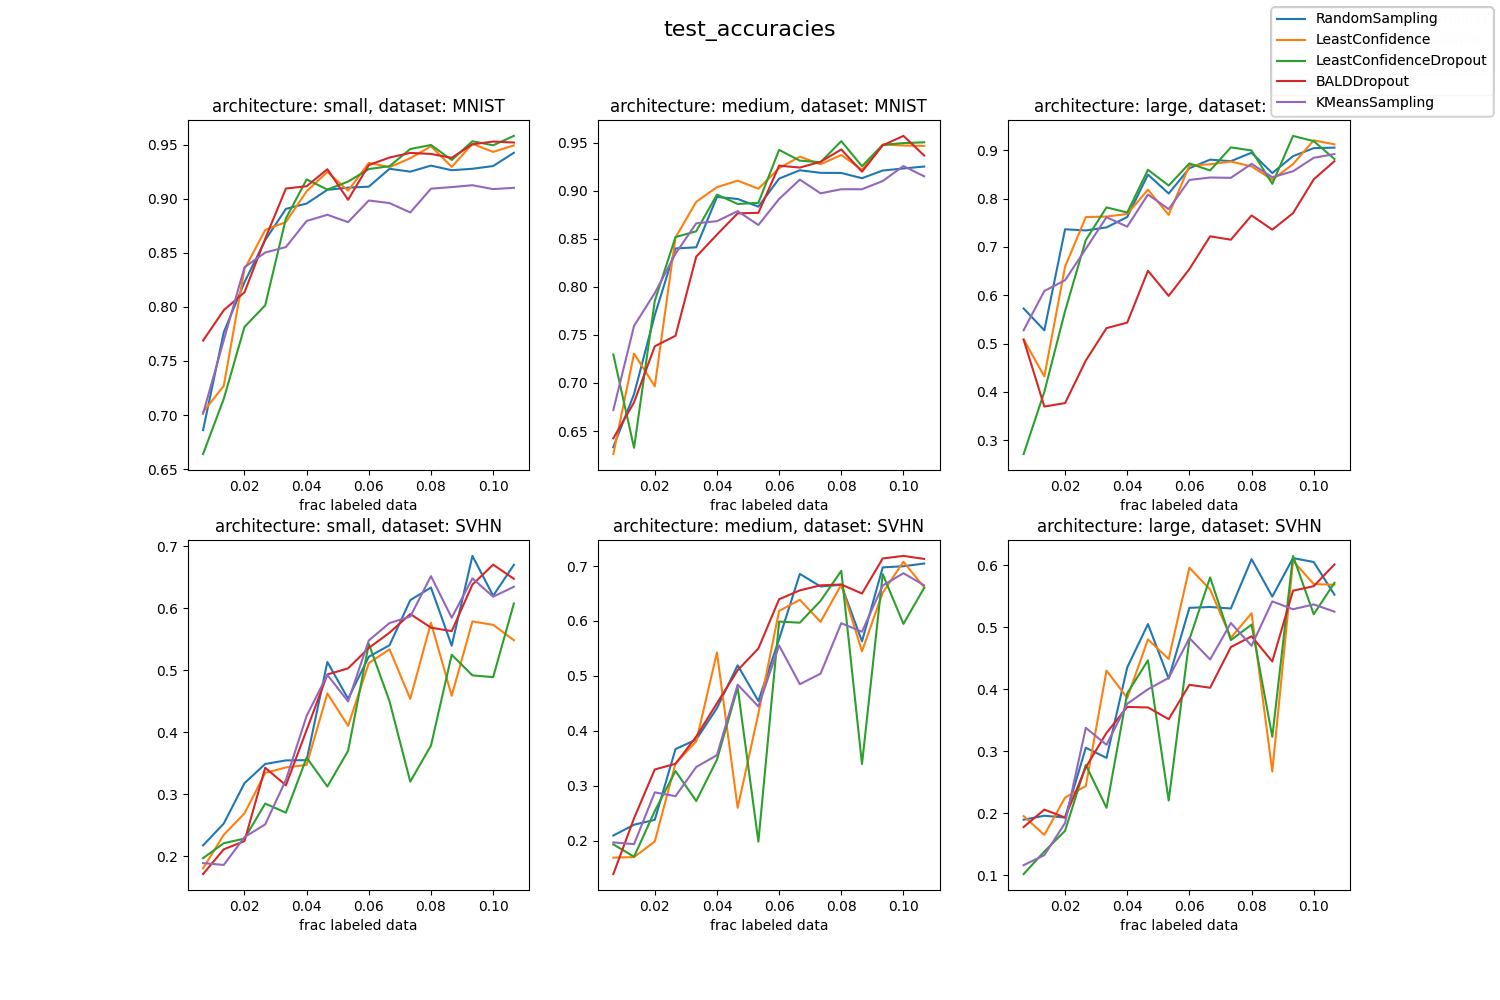 test_accuracies
RandomSampling
LeastConfidence
LeastConfidenceDropout
BALDDropout
KMeansSampling
architecture: small, dataset: MNIST
0.95
0.90
0.85
0.80
0.75
0.70
0.65
0.02 0.04 0.06 0.08 0.10
frac labeled data
architecture: medium, dataset: MNIST
0.95
0.90
0.85
0.80
0.75
0.70
0.65
0.02 0.04 0.06 0.08 0.10
frac labeled data
architecture: large, dataset:
0.9
0.8
0.7
0.6
0.5
0.4
0.3
0.02 0.04 0.06 0.08 0.10
frac labeled data
architecture: small, dataset: SVHN
0.7
0.6
0.5
0.4
0.3
0.2
0.02 0.04 0.06 0.08 0.10
frac labeled data
architecture: medium, dataset: SVHN
0.7
0.6
0.5
0.4
0.3
0.2
0.02 0.04 0.06 0.08 0.10
frac labeled data
architecture: large, dataset: SVHN
0.6
0.5
0.4
0.3
0.2
0.1
0.02 0.04 0.06 0.08 0.10
frac labeled data